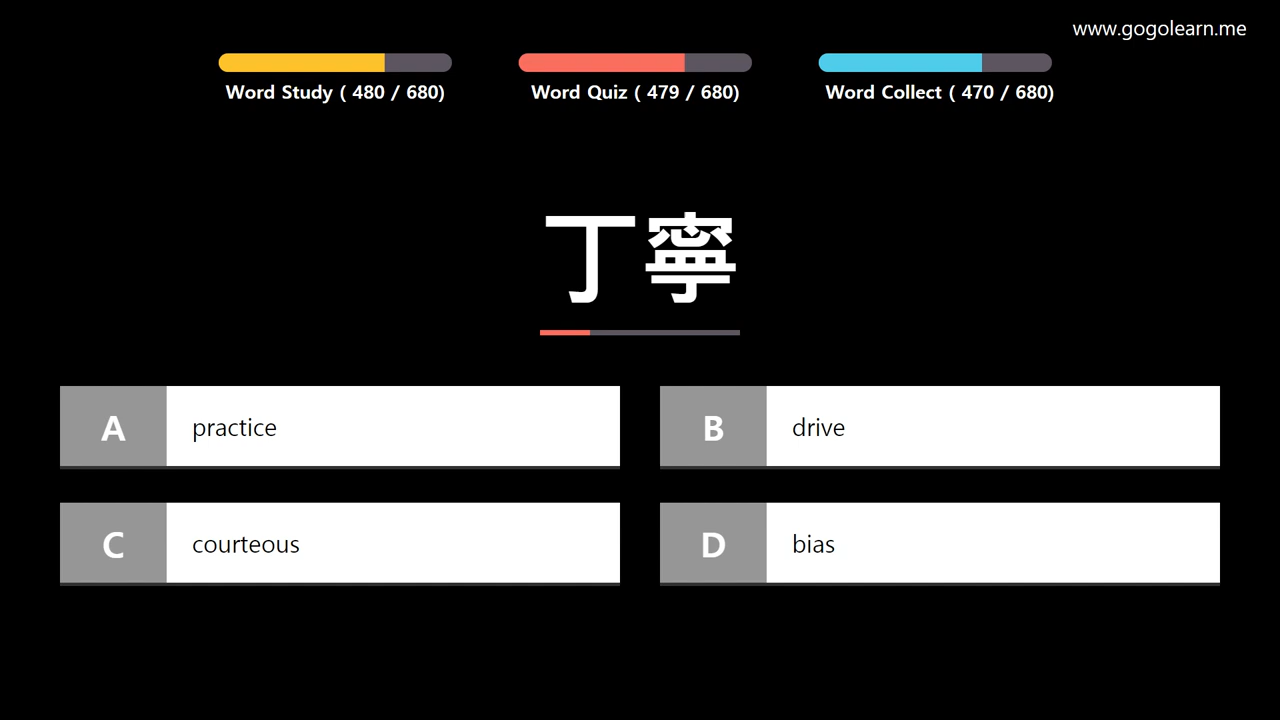 www.gogolearn.me
Word Study ( 480 / 680)
Word Quiz ( 479 / 680)
Word Collect ( 470 / 680)
丁寧
A practice
B drive
C courteous
D bias